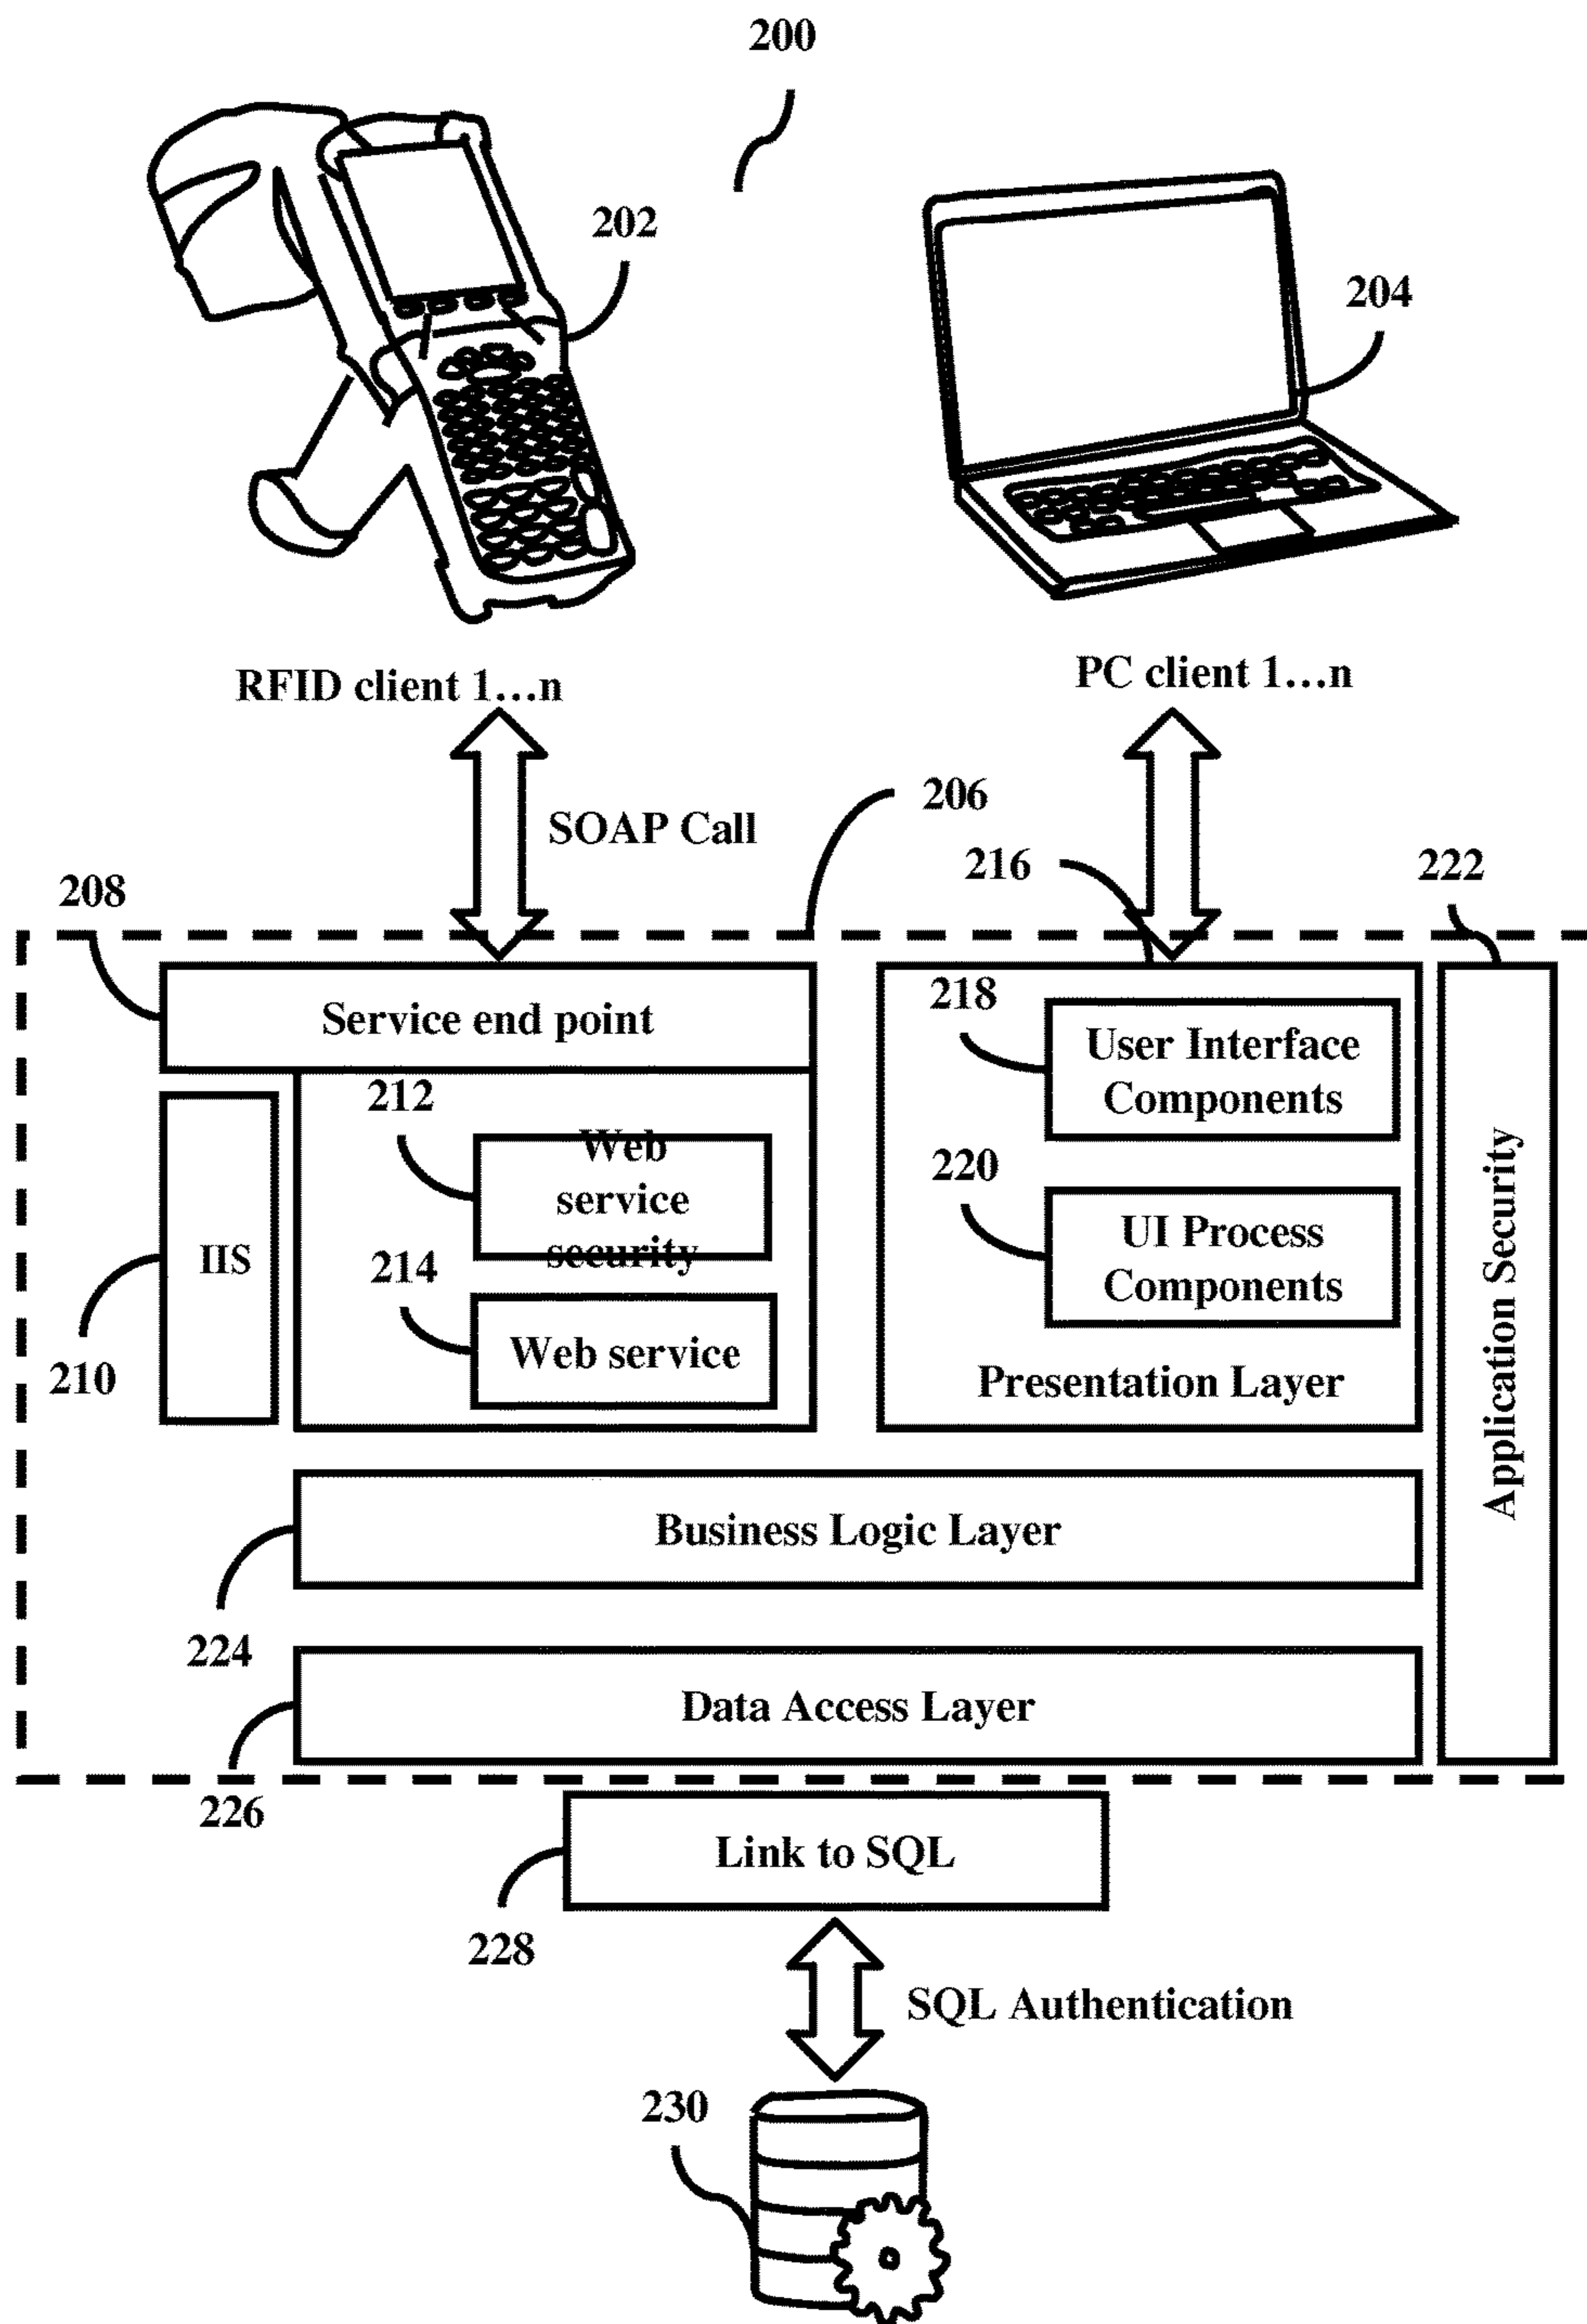 200
202
204
RFID client 1...n
PC client 1...n
206
SOAP Call
216
222
208
Service end point
218
User Interface
Components
212
Web
service
security
220
UI Process
Components
IIS
214
Web service
210
Presentation Layer
Application Security
Business Logic Layer
224
Data Access Layer
226
Link to SQL
228
SQL Authentication
230